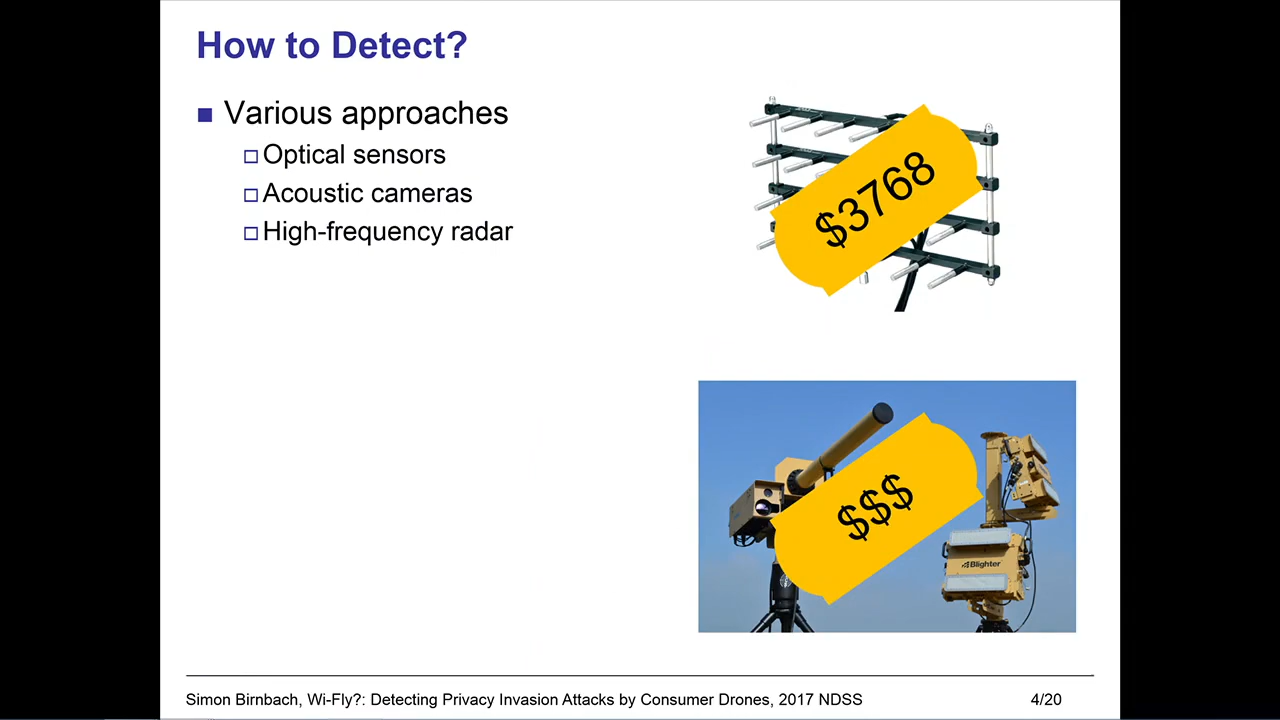 How to Detect?
Various approaches
Optical sensors
Acoustic cameras
High-frequency radar
$3768
$$$
Blighter
Simon Birnbach, Wi-Fly?: Detecting Privacy Invasion Attacks by Consumer Drones, 2017 NDSS
4/20